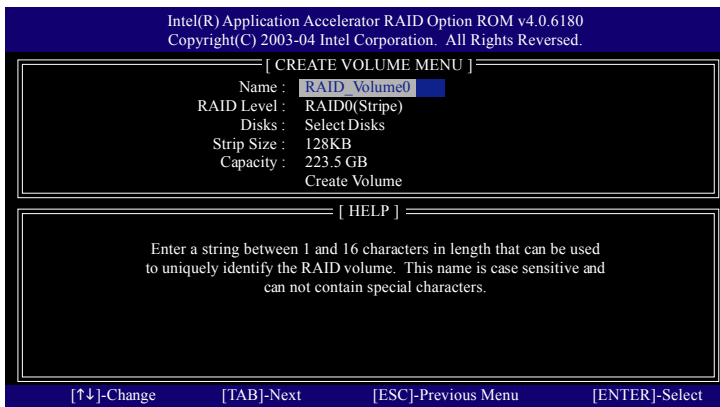 Intel(R) Application Accelerator RAID Option ROM v4.0.6180
Copyright(C) 2003-04 Intel Corporation.  All Rights Reversed.
[ CREATE VOLUME MENU ]
Name : RAID_Volume0
RAID Level : RAID0(Stripe)
Disks : Select Disks
Strip Size : 128KB
Capacity : 223.5 GB
Create Volume
[ HELP ]
Enter a string between 1 and 16 characters in length that can be used
to uniquely identify the RAID volume.  This name is case sensitive and
can not contain special characters.
[↑↓]-Change [TAB]-Next [ESC]-Previous Menu [ENTER]-Select